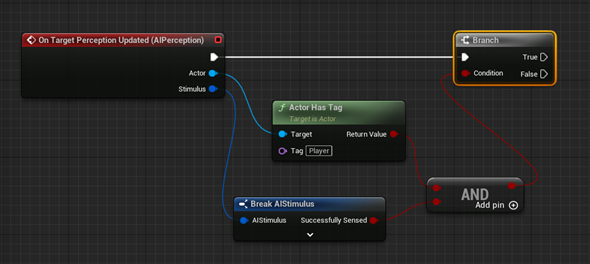 On Target Perception Updated (AIPerception)
Actor
Stimulus
Branch
True
Condition
False
Actor Has Tag
Target is Actor
Target
Return Value
Tag
Player
AND
Add pin
Break AIStimulus
AIStimulus
Successfully Sensed